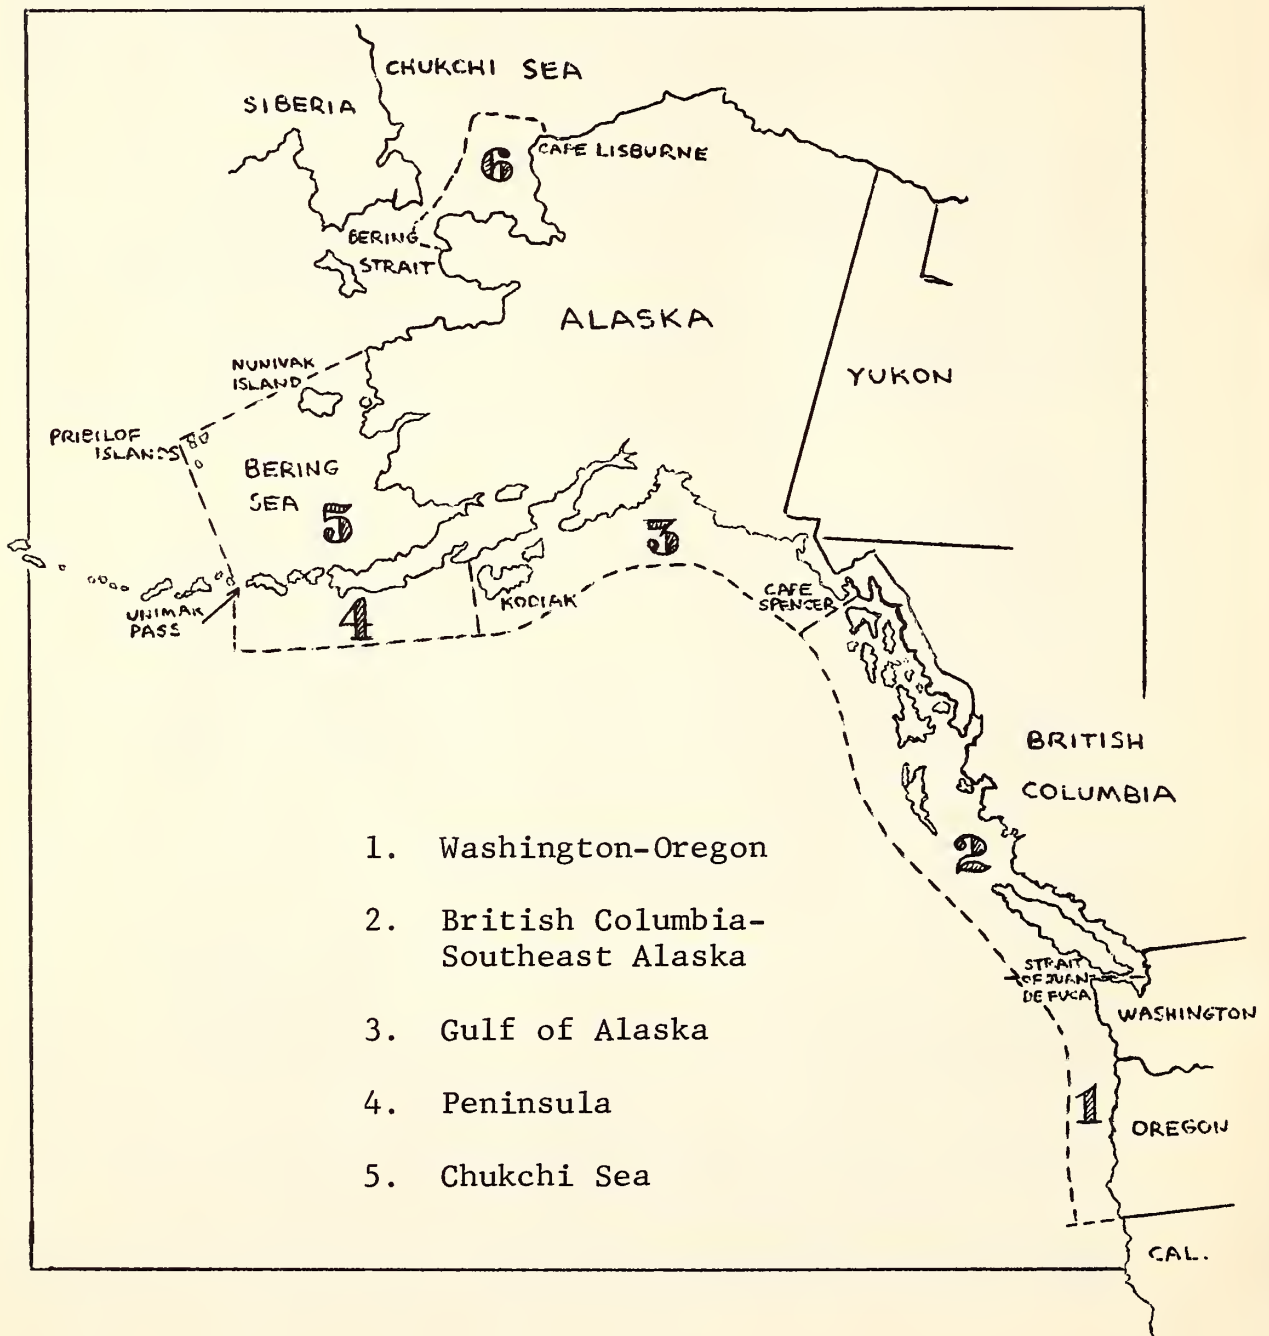 CHUKCHI SEA
SIBERIA
6
CAPE LISBURNE
BERING
STRAIT
ALASKA
NUNIVAK
ISLAND
YUKON
PRIBILOF
ISLANDS
BERING
SEA
5
3
UNIMAK
PASS
4
KODIAK
CAPE
SPENCER
BRITISH
COLUMBIA
2
1. Washington-Oregon
2. British Columbia-
Southeast Alaska
3. Gulf of Alaska
4. Peninsula
5. Chukchi Sea
STRAIT
OF JUAN
DE FUCA
WASHINGTON
1
OREGON
CAL.